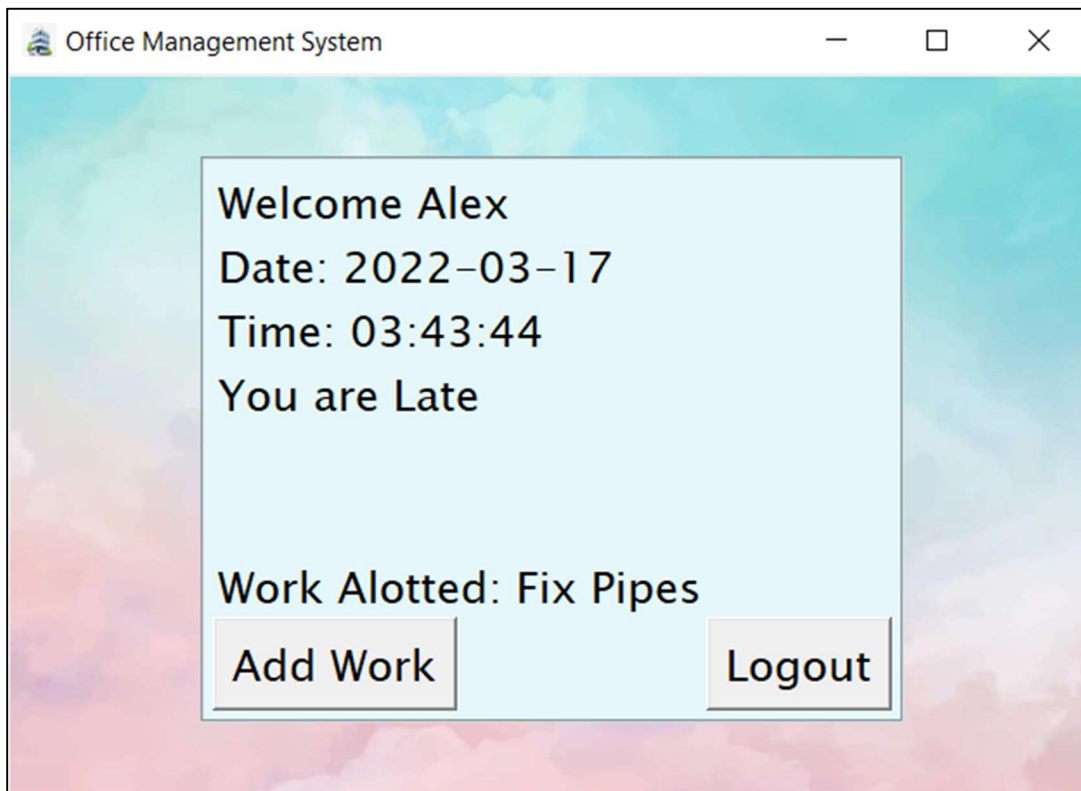 Office Management System
Welcome Alex
Date: 2022-03-17
Time: 03:43:44
You are Late
Work Alotted: Fix Pipes
Add Work Logout